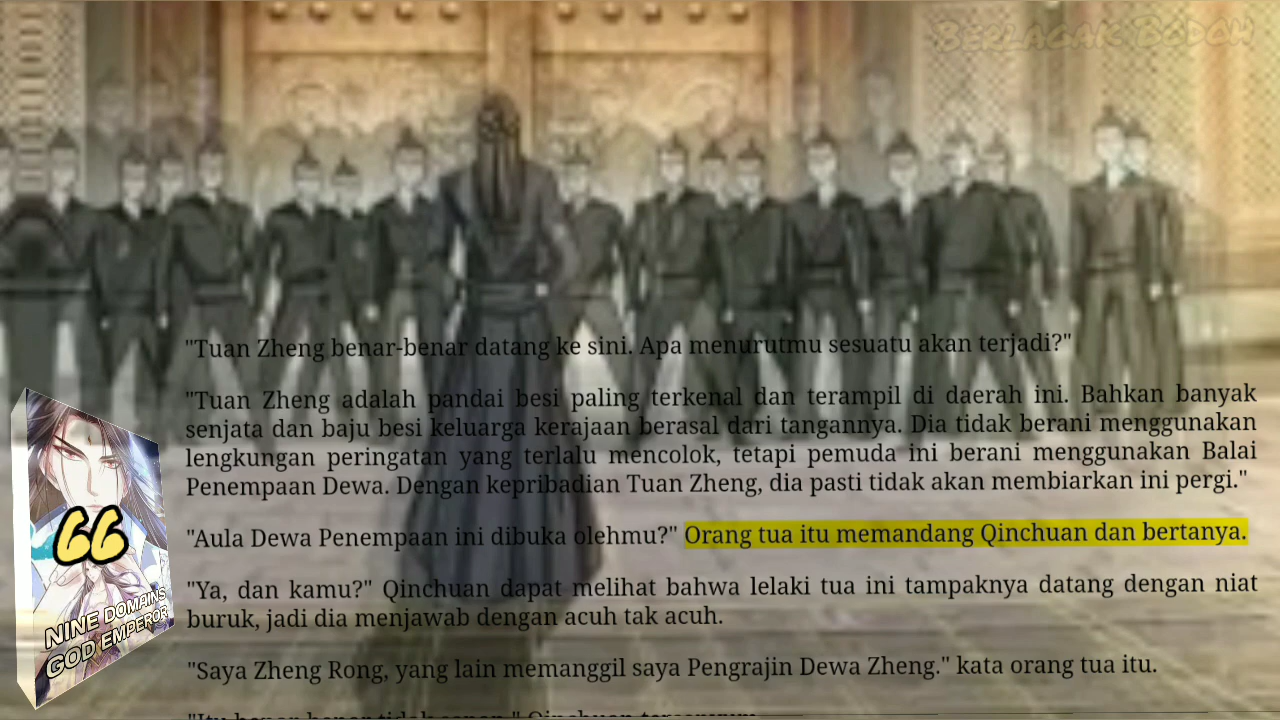 BERLAGAK BODOH
"Tuan Zheng benar-benar datang ke sini. Apa menurutmu sesuatu akan terjadi?"
"Tuan Zheng adalah pandai besi paling terkenal dan terampil di daerah ini. Bahkan banyak
senjata dan baju besi keluarga kerajaan berasal dari tangannya. Dia tidak berani menggunakan
lengkungan peringatan yang terlalu mencolok, tetapi pemuda ini berani menggunakan Balai
Penempaan Dewa. Dengan kepribadian Tuan Zheng, dia pasti tidak akan membiarkan ini pergi."
"Aula Dewa Penempaan ini dibuka olehmu?" Orang tua itu memandang Qinchuan dan bertanya.
"Ya, dan kamu?" Qinchuan dapat melihat bahwa lelaki tua ini tampaknya datang dengan niat
buruk, jadi dia menjawab dengan acuh tak acuh.
"Saya Zheng Rong, yang lain memanggil saya Pengrajin Dewa Zheng." kata orang tua itu.
66
NINE DOMAINS
GOD EMPEROR